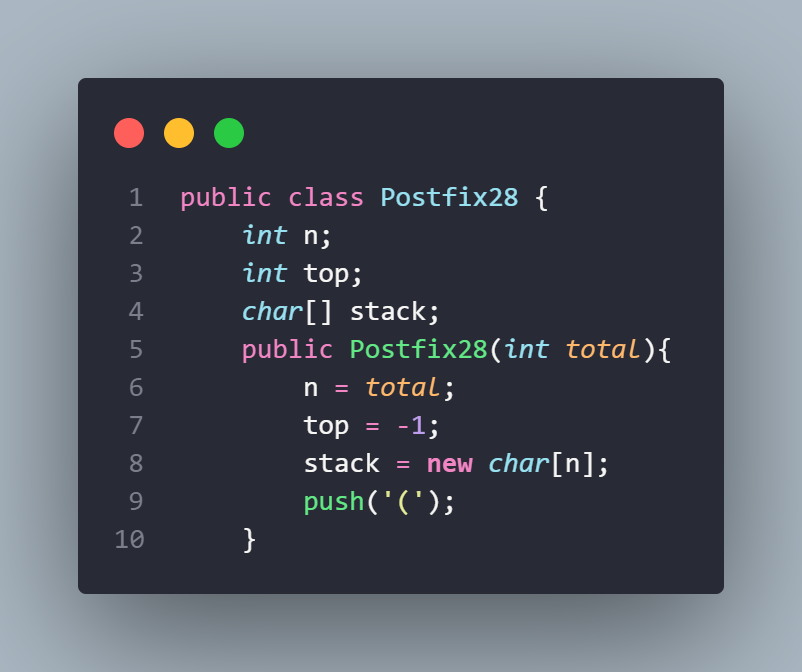 1 public class Postfix28 {
2     int n;
3     int top;
4     char[] stack;
5     public Postfix28(int total){
6         n = total;
7         top = -1;
8         stack = new char[n];
9         push('(');
10     }